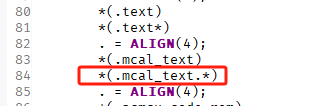 80 *(.text)
81 *(.text*)
82 . = ALIGN(4);
83 *(.mcal_text)
84 *(.mcal_text.*)
85 . = ALIGN(4);